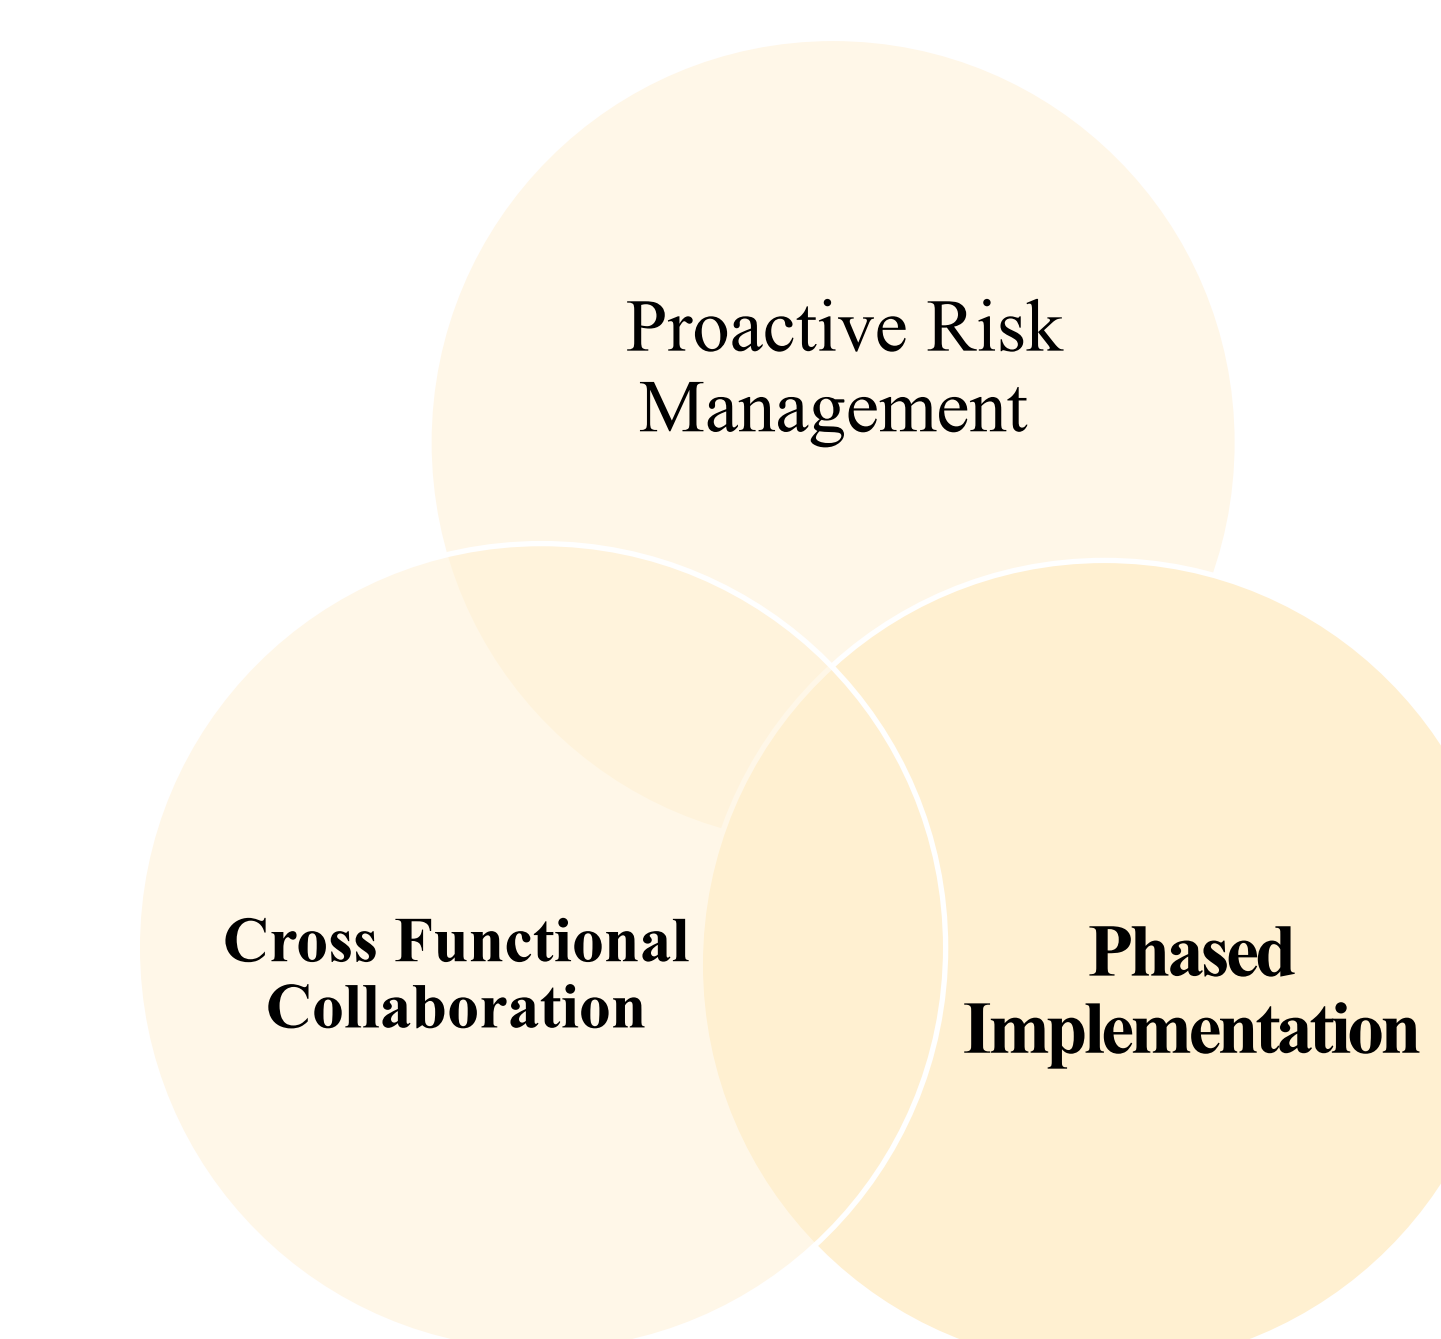 Proactive Risk
Management
Cross Functional
Collaboration
Phased
Implementation